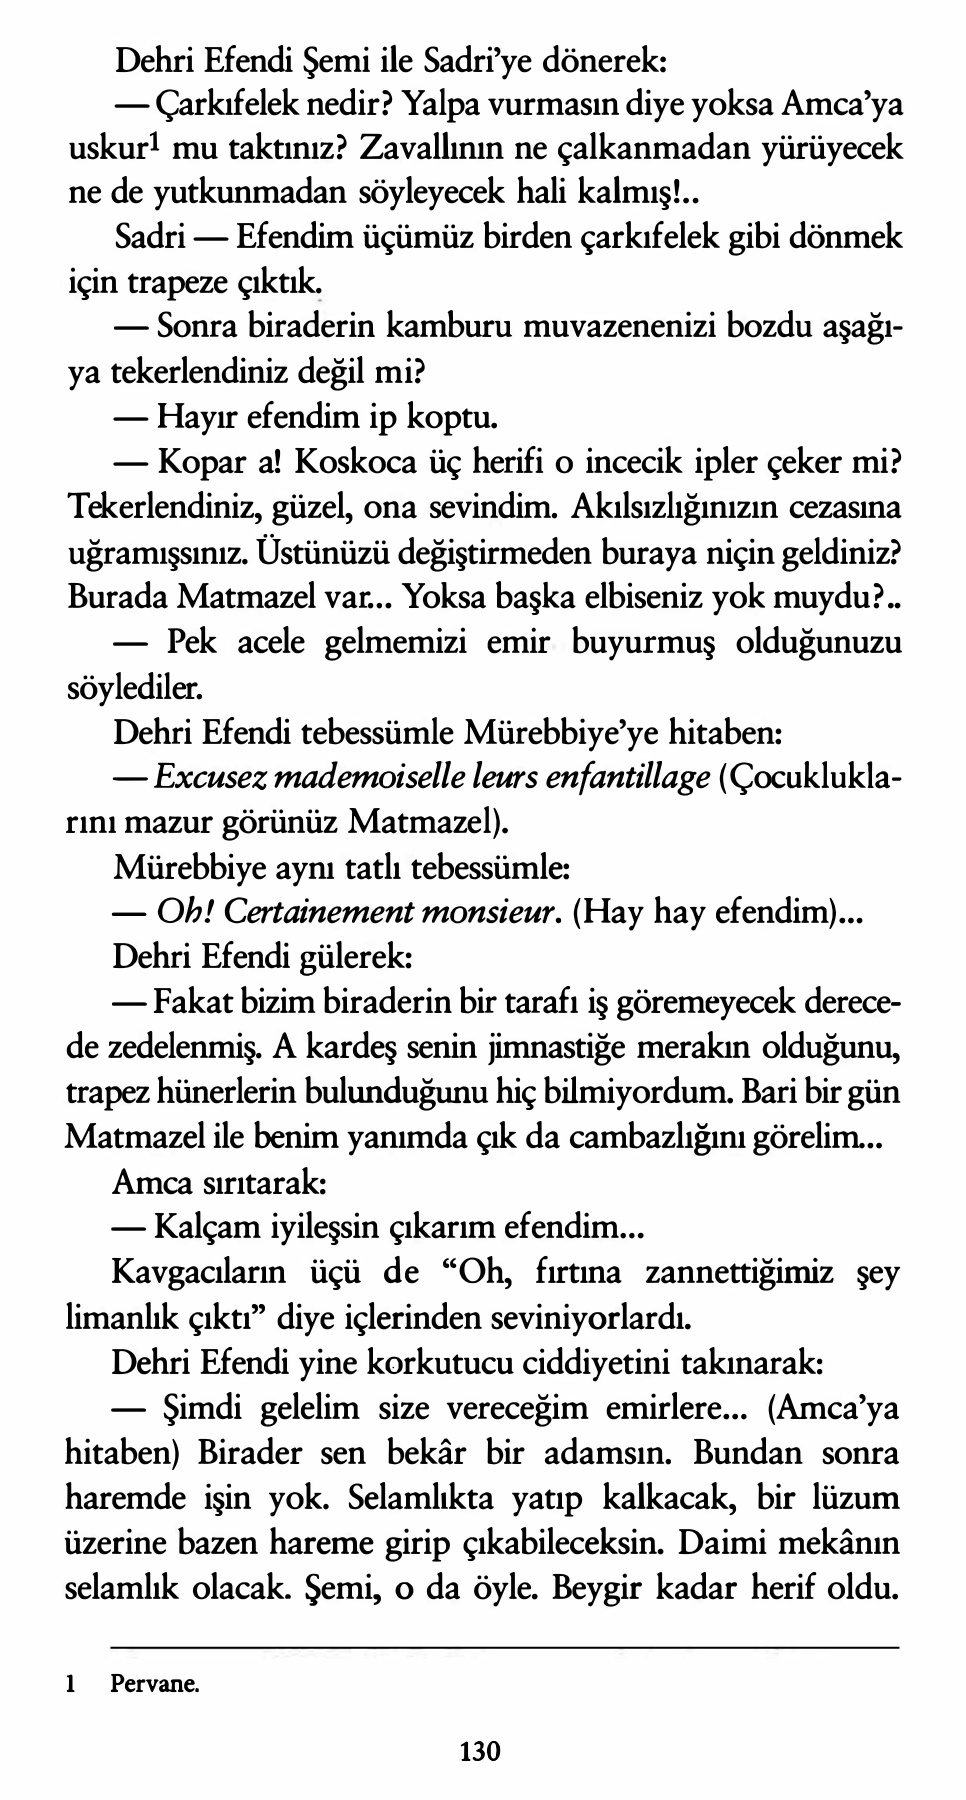 Dehri Efendi Şemi ile Sadri’ye dönerek:
— Çarkıfelek nedir? Yalpa vurmasın diye yoksa Amca’ya
uskur¹ mu taktınız? Zavallının ne çalkanmadan yürüyecek
ne de yutkunmadan söyleyecek hali kalmış!..
Sadri — Efendim üçümüz birden çarkıfelek gibi dönmek
için trapeze çıktık.
— Sonra biraderin kamburu muvazenenizi bozdu aşağı-
ya tekerlendiniz değil mi?
— Hayır efendim ip koptu.
— Kopar a! Koskoca üç herifi o incecik ipler çeker mi?
Tekerlendiniz, güzel, ona sevindim. Akılsızlığınızın cezasına
uğramışsınız. Üstünüzü değiştirmeden buraya niçin geldiniz?
Burada Matmazel var... Yoksa başka elbiseniz yok muydu?..
— Pek acele gelmemizi emir buyurmuş olduğunuzu
söylediler.
Dehri Efendi tebessümle Mürebbiye’ye hitaben:
— Excusez mademoiselle leurs enfantillage (Çocuklukla-
rını mazur görünüz Matmazel).
Mürebbiye aynı tatlı tebessümle:
— Oh! Certainement monsieur. (Hay hay efendim)...
Dehri Efendi gülerek:
— Fakat bizim biraderin bir tarafı iş göremeyecek derece-
de zedelenmiş. A kardeş senin jimnastiğe merakın olduğunu,
trapez hünerlerin bulunduğunu hiç bilmiyordum. Bari bir gün
Matmazel ile benim yanımda çık da cambazlığını görelim...
Amca sırıtarak:
— Kalçam iyileşsin çıkarım efendim...
Kavgacıların üçü de “Oh, fırtına zannettiğimiz şey
limanlık çıktı” diye içlerinden seviniyorlardı.
Dehri Efendi yine korkutucu ciddiyetini takınarak:
— Şimdi gelelim size vereceğim emirlere... (Amca’ya
hitaben) Birader sen bekâr bir adamsın. Bundan sonra
haremde işin yok. Selamlıkta yatıp kalkacak, bir lüzum
üzerine bazen hareme girip çıkabileceksin. Daimi mekânın
selamlık olacak. Şemi, o da öyle. Beygir kadar herif oldu.
1 Pervane.
130